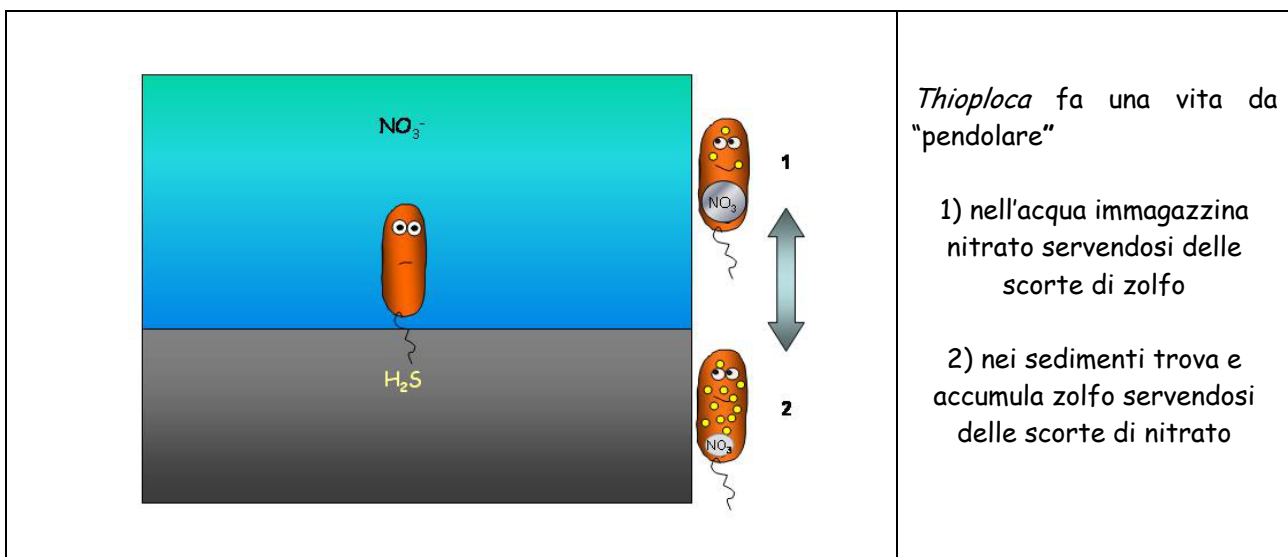 NO₃⁻
H₂S
NO₃
1
NO₃
2
Thioploca fa una vita da
“pendolare”
1) nell'acqua immagazzina
nitrato servendosi delle
scorte di zolfo
2) nei sedimenti trova e
accumula zolfo servendosi
delle scorte di nitrato